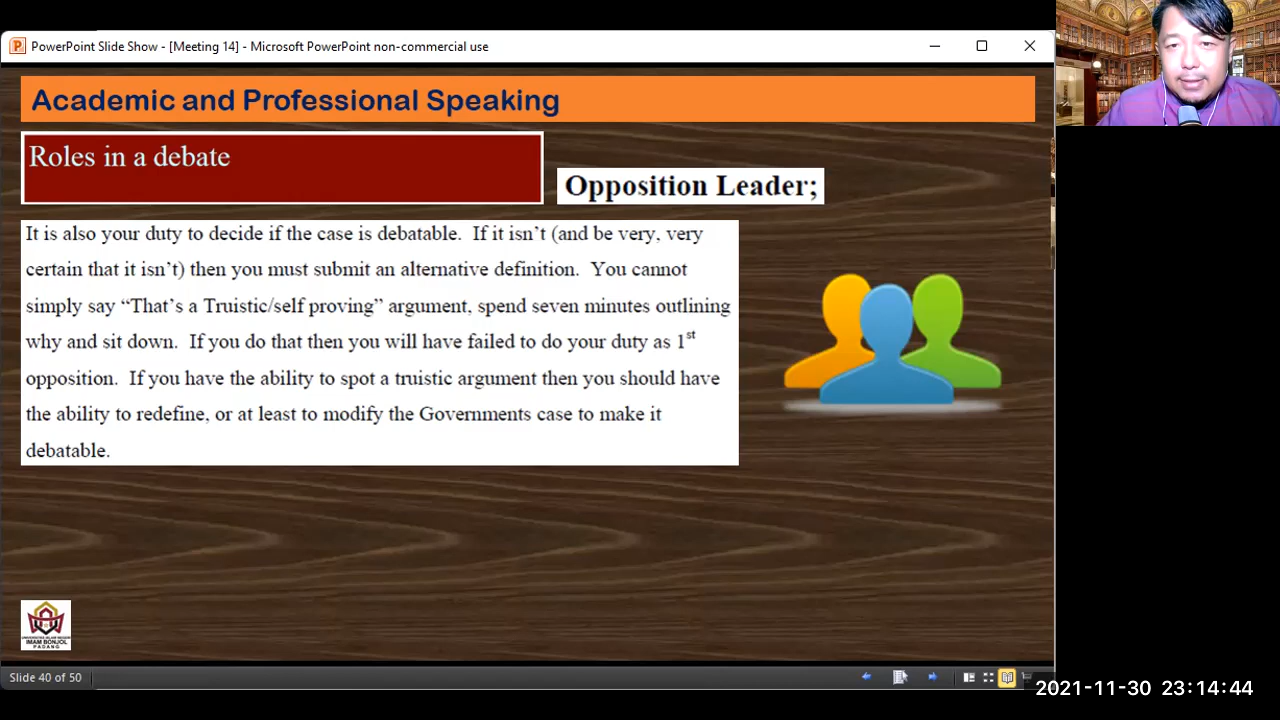 PowerPoint Slide Show - [Meeting 14] - Microsoft PowerPoint non-commercial use
Academic and Professional Speaking
Roles in a debate
Opposition Leader;
It is also your duty to decide if the case is debatable.  If it isn't (and be very, very
certain that it isn't) then you must submit an alternative definition.  You cannot
simply say “That's a Truistic/self proving” argument, spend seven minutes outlining
why and sit down.  If you do that then you will have failed to do your duty as 1st
opposition.  If you have the ability to spot a truistic argument then you should have
the ability to redefine, or at least to modify the Governments case to make it
debatable.
UNIVERSITAS ISLAM NEGERI
IMAM BONJOL
PADANG
Slide 40 of 50
2021-11-30 23:14:44